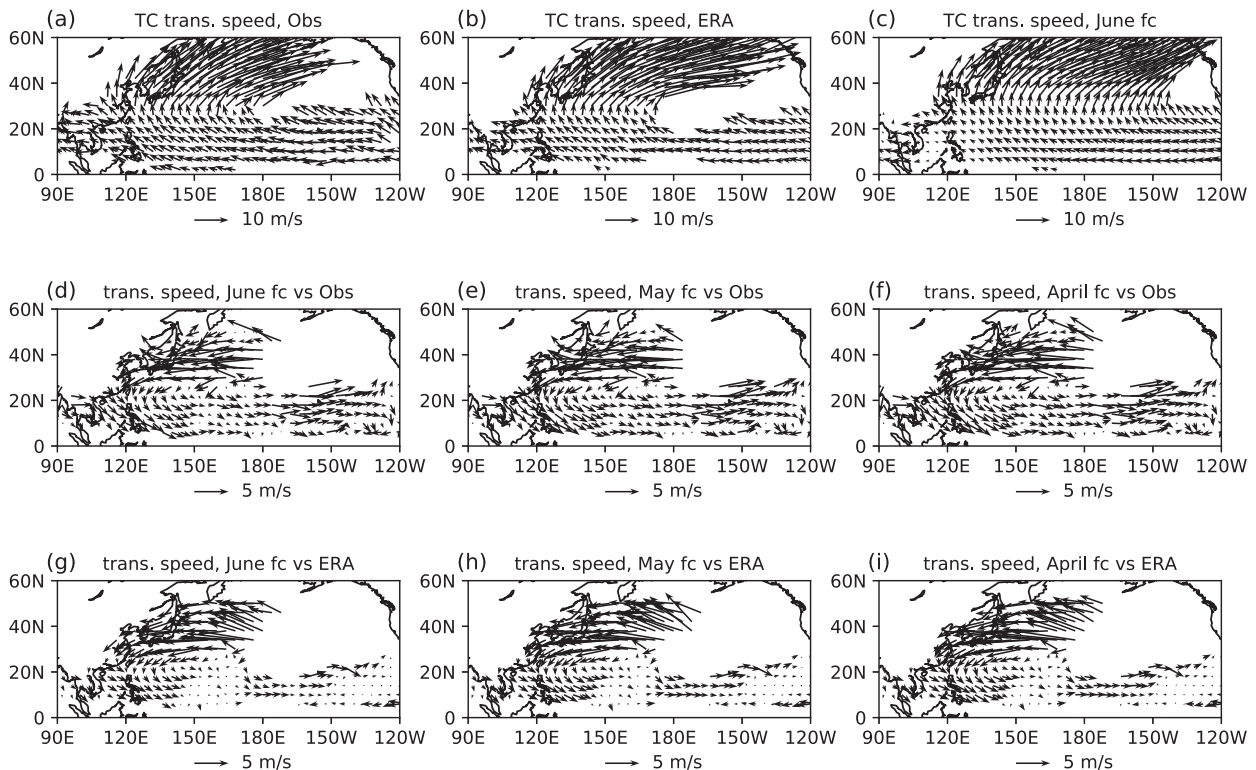 (a) TC trans. speed, Obs
(b) TC trans. speed, ERA
(c) TC trans. speed, June fc
60N
40N
20N
0
90E 120E 150E 180E 150W 120W
10 m/s
60N
40N
20N
0
90E 120E 150E 180E 150W 120W
10 m/s
60N
40N
20N
0
90E 120E 150E 180E 150W 120W
10 m/s
(d) trans. speed, June fc vs Obs
(e) trans. speed, May fc vs Obs
(f) trans. speed, April fc vs Obs
60N
40N
20N
0
90E 120E 150E 180E 150W 120W
5 m/s
60N
40N
20N
0
90E 120E 150E 180E 150W 120W
5 m/s
60N
40N
20N
0
90E 120E 150E 180E 150W 120W
5 m/s
(g) trans. speed, June fc vs ERA
(h) trans. speed, May fc vs ERA
(i) trans. speed, April fc vs ERA
60N
40N
20N
0
90E 120E 150E 180E 150W 120W
5 m/s
60N
40N
20N
0
90E 120E 150E 180E 150W 120W
5 m/s
60N
40N
20N
0
90E 120E 150E 180E 150W 120W
5 m/s